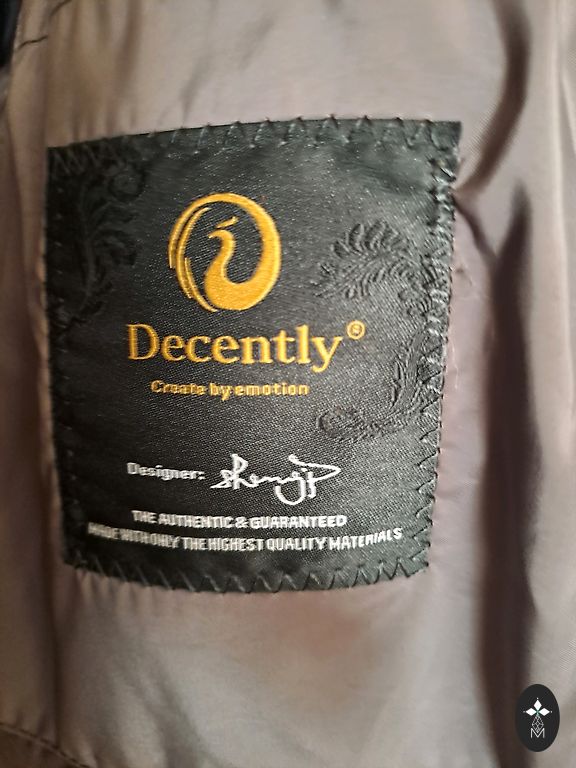 Decently®
Create by emotion
Designer:
THE AUTHENTIC & GUARANTEED
MADE WITH ONLY THE HIGHEST QUALITY MATERIALS
M